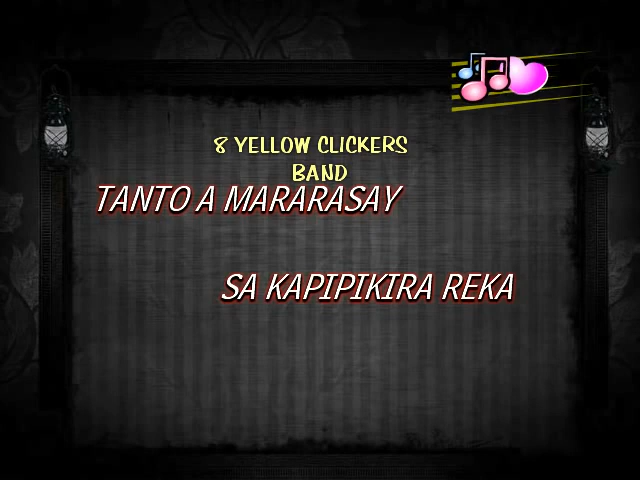 8 YELLOW CLICKERS
BAND
TANTO A MARARASAY
SA KAPIPIKIRA REKA